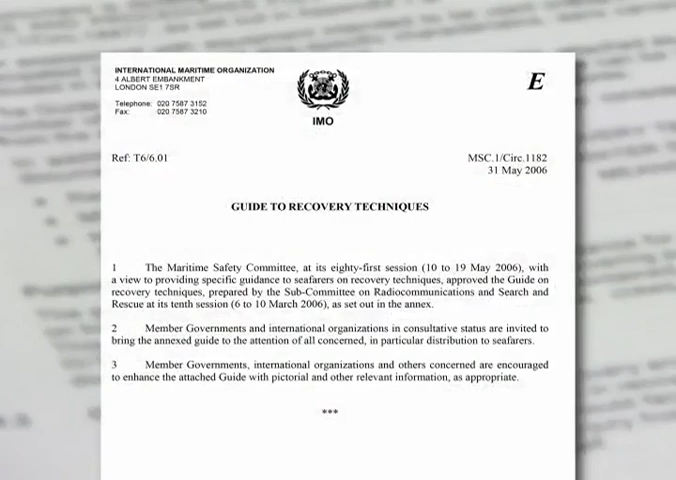 INTERNATIONAL MARITIME ORGANIZATION
4 ALBERT EMBANKMENT
LONDON SE1 7SR
Telephone: 020 7587 3152
Fax: 020 7587 3210
IMO
E
Ref: T6/6.01
MSC.1/Circ.1182
31 May 2006
GUIDE TO RECOVERY TECHNIQUES
1 The Maritime Safety Committee, at its eighty-first session (10 to 19 May 2006), with
a view to providing specific guidance to seafarers on recovery techniques, approved the Guide on
recovery techniques, prepared by the Sub-Committee on Radiocommunications and Search and
Rescue at its tenth session (6 to 10 March 2006), as set out in the annex.
2 Member Governments and international organizations in consultative status are invited to
bring the annexed guide to the attention of all concerned, in particular distribution to seafarers.
3 Member Governments, international organizations and others concerned are encouraged
to enhance the attached Guide with pictorial and other relevant information, as appropriate.
***